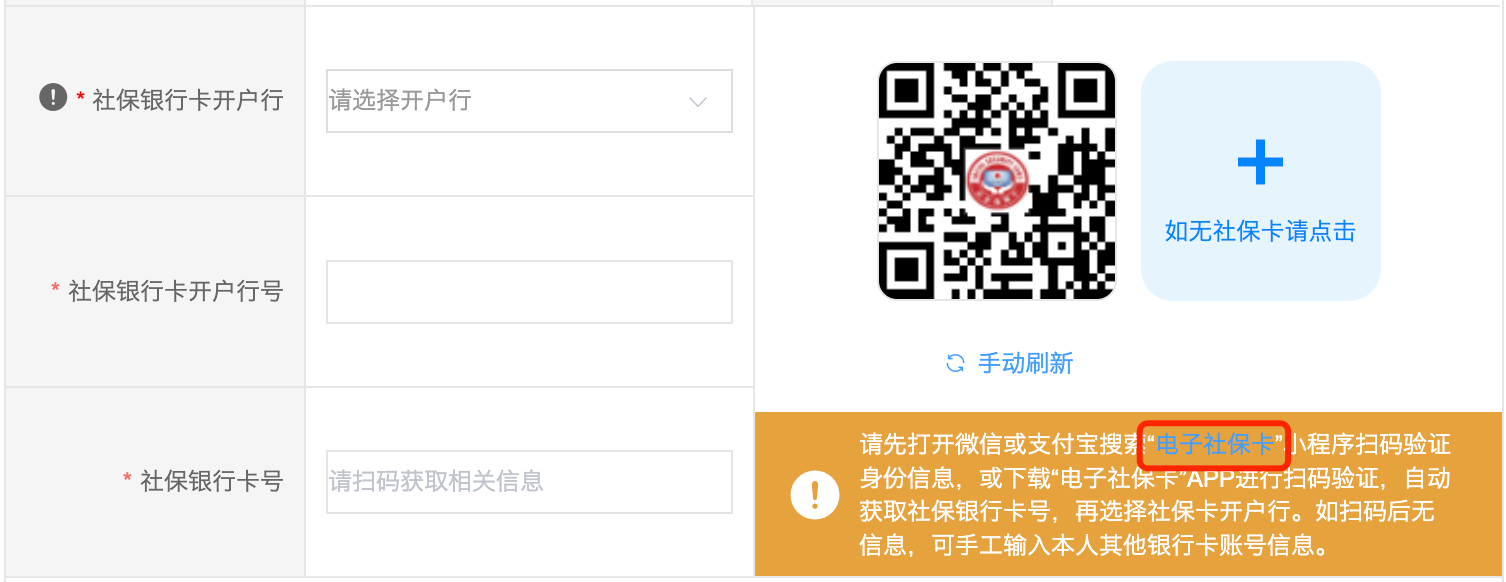 * 社保银行卡开户行
请选择开户行
* 社保银行卡开户行号
* 社保银行卡号
请扫码获取相关信息
如无社保卡请点击
手动刷新
请先打开微信或支付宝搜索“电子社保卡”小程序扫码验证
身份信息，或下载“电子社保卡”APP进行扫码验证，自动
获取社保银行卡号，再选择社保卡开户行。如扫码后无
信息，可手工输入本人其他银行卡账号信息。